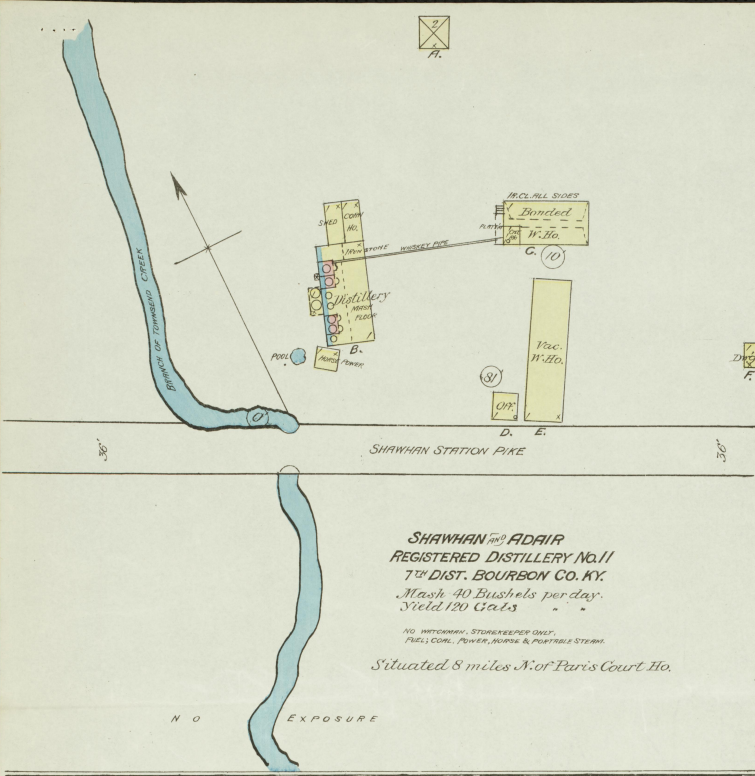 2
x
A.
IR.CL.ALL SIDES
Bonded
W.Ho.
C.
10'
SHED
CORN
HO.
IRON STONE
WHISKEY PIPE
Distillery
MASH
FLOOR
B.
HORSE POWER
POOL
BRANCH OF TOWNSEND CREEK
Vac.
W.Ho.
E.
81'
OFF.
D.
F.
0'
36'
SHAWHAN STATION PIKE
36'
SHAWHAN AND ADAIR
REGISTERED DISTILLERY NO.11
7TH DIST. BOURBON CO. KY.
Mash 40 Bushels per day.
Yield 120 Gals " "
NO WATCHMAN, STOREKEEPER ONLY.
FUEL; COAL, POWER, HORSE & PORTABLE STEAM.
Situated 8 miles N. of Paris Court Ho.
NO EXPOSURE